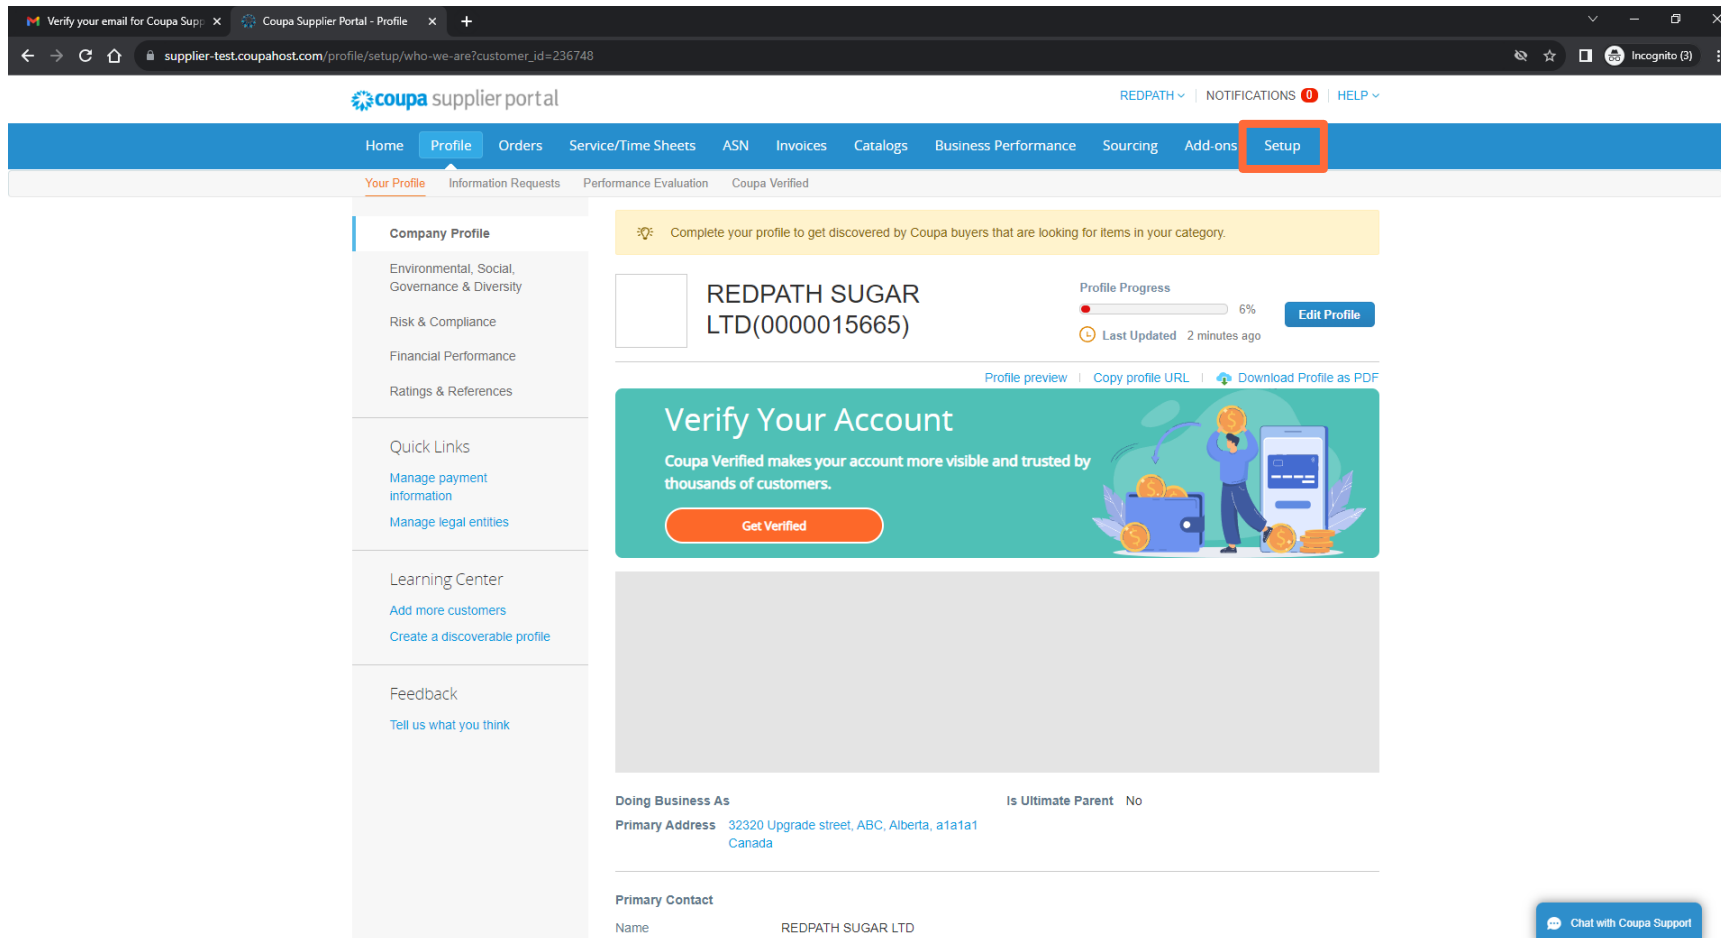 Verify your email for Coupa Supp
Coupa Supplier Portal - Profile
supplier-test.coupahost.com/profile/setup/who-we-are?customer_id=236748
Incognito (3)
coupa supplier portal
REDPATH
NOTIFICATIONS 0
HELP
Home Profile Orders Service/Time Sheets ASN Invoices Catalogs Business Performance Sourcing Add-ons Setup
Your Profile Information Requests Performance Evaluation Coupa Verified
Company Profile
Environmental, Social,
Governance & Diversity
Risk & Compliance
Financial Performance
Ratings & References
Quick Links
Manage payment
information
Manage legal entities
Learning Center
Add more customers
Create a discoverable profile
Feedback
Tell us what you think
Complete your profile to get discovered by Coupa buyers that are looking for items in your category.
REDPATH SUGAR
LTD(0000015665)
Profile Progress
6%
Last Updated 2 minutes ago
Edit Profile
Profile preview Copy profile URL Download Profile as PDF
Verify Your Account
Coupa Verified makes your account more visible and trusted by
thousands of customers.
Get Verified
Doing Business As
Is Ultimate Parent No
Primary Address 32320 Upgrade street, ABC, Alberta, a1a1a1
Canada
Primary Contact
Name REDPATH SUGAR LTD
Chat with Coupa Support